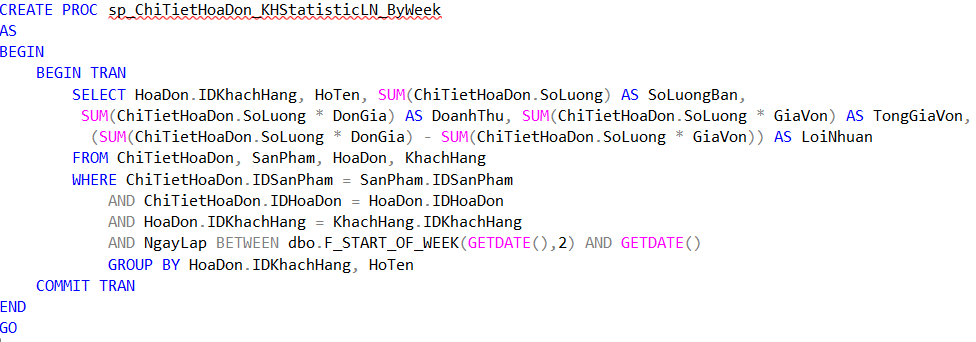 CREATE PROC sp_ChiTietHoaDon_KHStatisticLN_ByWeek
AS
BEGIN
BEGIN TRAN
SELECT HoaDon.IDKhachHang, HoTen, SUM(ChiTietHoaDon.SoLuong) AS SoLuongBan,
SUM(ChiTietHoaDon.SoLuong * DonGia) AS DoanhThu, SUM(ChiTietHoaDon.SoLuong * GiaVon) AS TongGiaVon,
(SUM(ChiTietHoaDon.SoLuong * DonGia) - SUM(ChiTietHoaDon.SoLuong * GiaVon)) AS LoiNhuan
FROM ChiTietHoaDon, SanPham, HoaDon, KhachHang
WHERE ChiTietHoaDon.IDSanPham = SanPham.IDSanPham
AND ChiTietHoaDon.IDHoaDon = HoaDon.IDHoaDon
AND HoaDon.IDKhachHang = KhachHang.IDKhachHang
AND NgayLap BETWEEN dbo.F_START_OF_WEEK(GETDATE(),2) AND GETDATE()
GROUP BY HoaDon.IDKhachHang, HoTen
COMMIT TRAN
END
GO